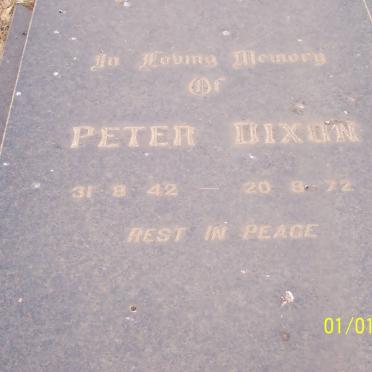 In Loving Memory
Of
PETER DIXON
31 8 42 — 20 8 72
REST IN PEACE
01/01